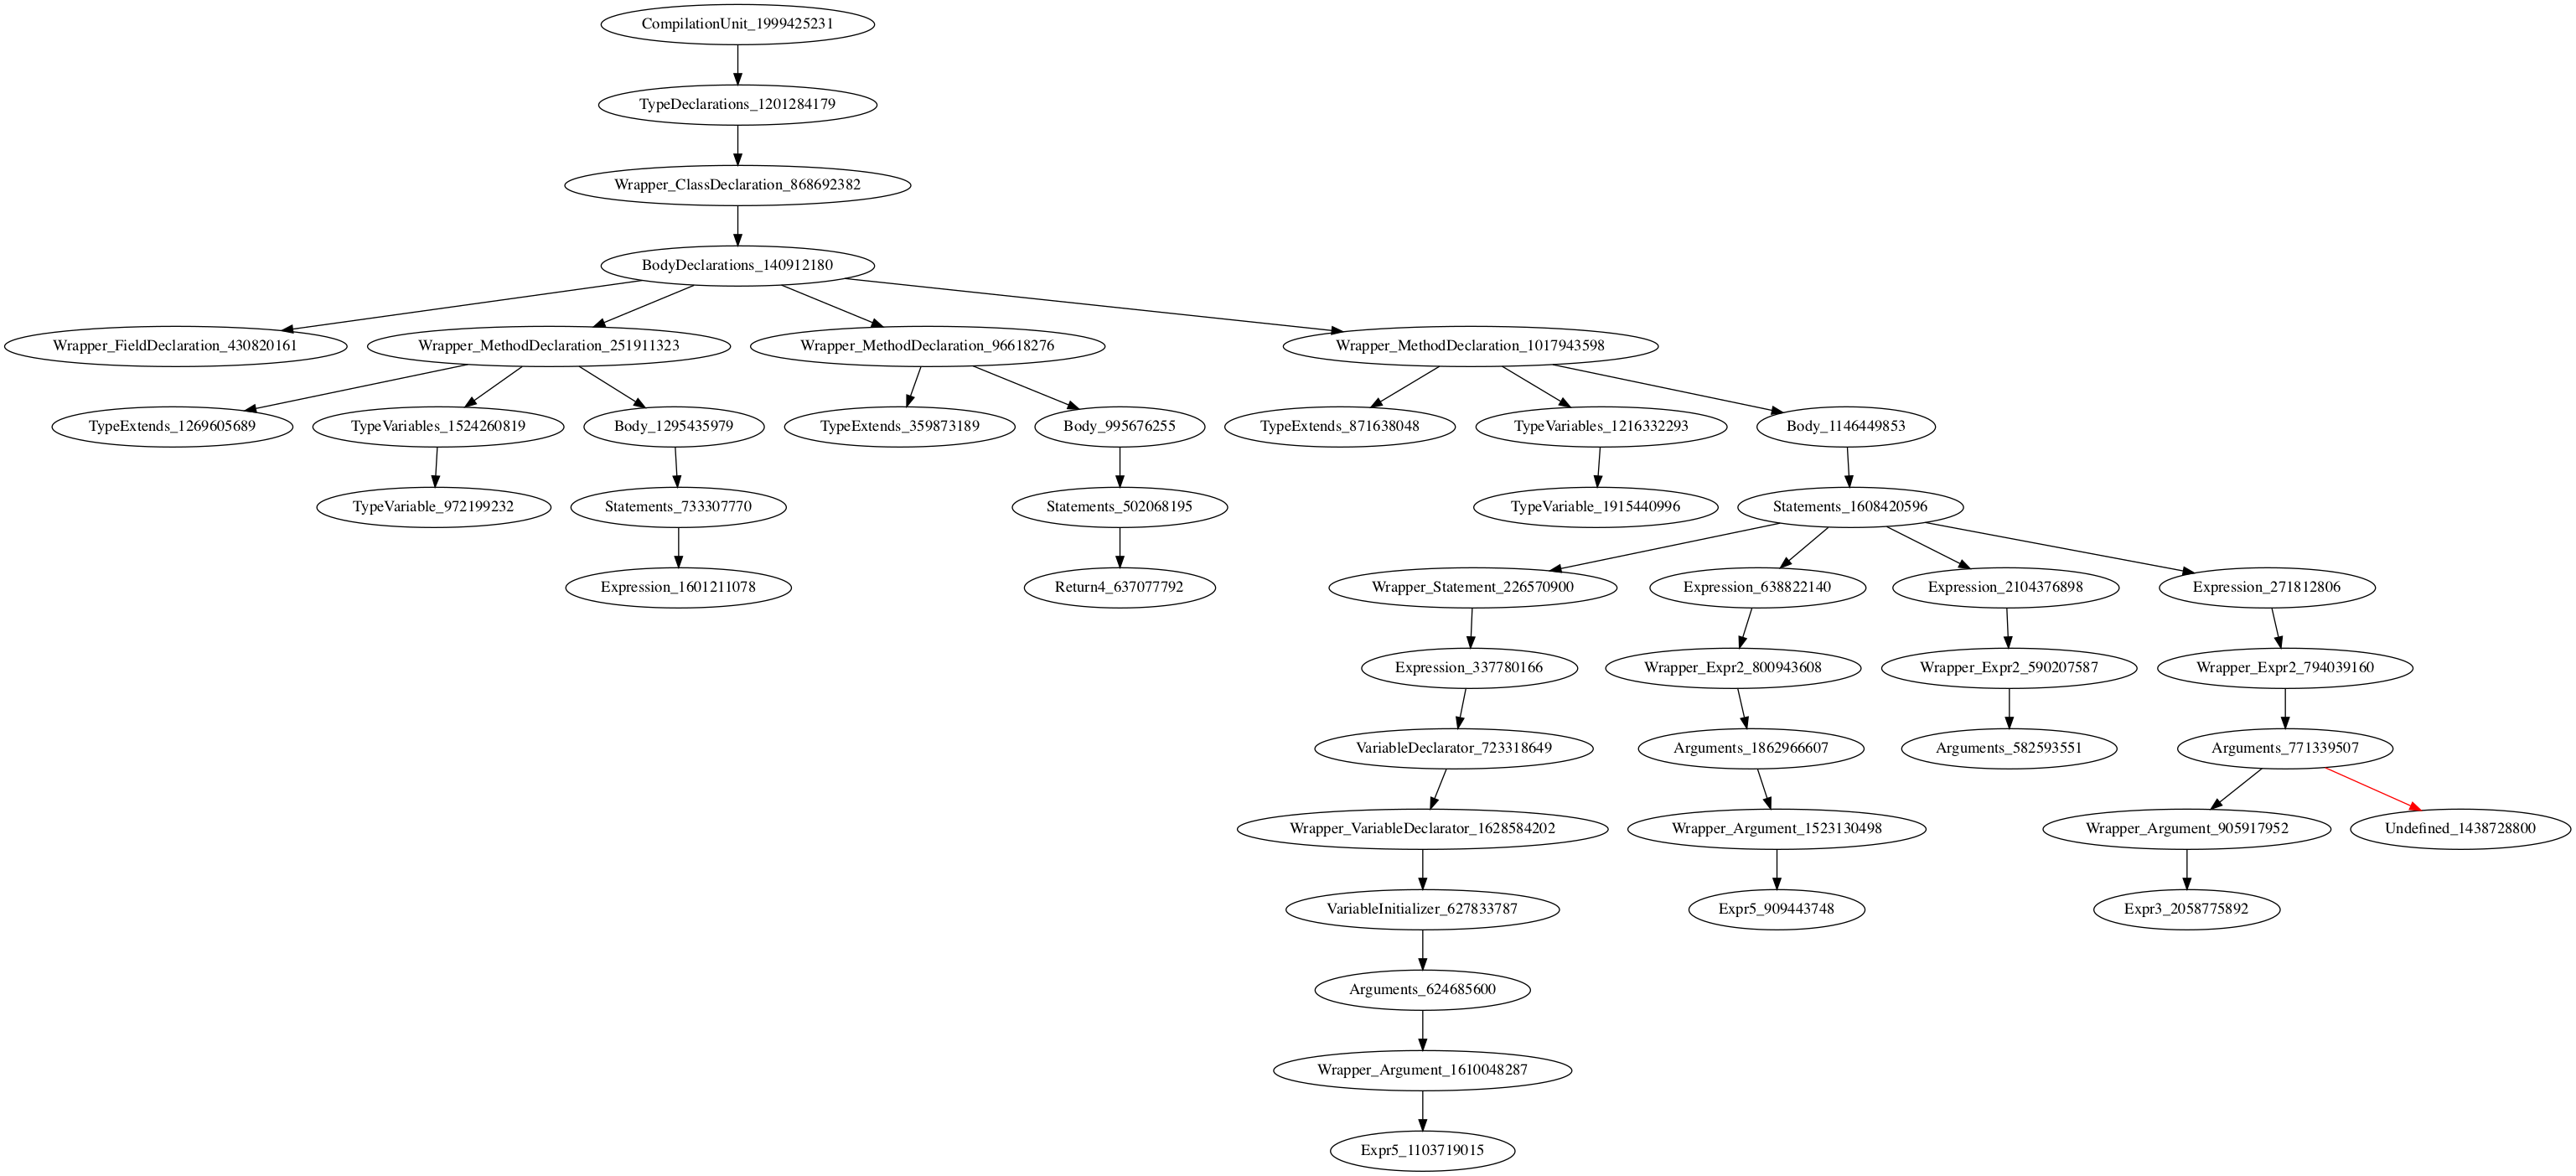 CompilationUnit_1999425231
TypeDeclarations_1201284179
Wrapper_ClassDeclaration_868692382
BodyDeclarations_140912180
Wrapper_FieldDeclaration_430820161
Wrapper_MethodDeclaration_251911323
Wrapper_MethodDeclaration_96618276
Wrapper_MethodDeclaration_1017943598
TypeExtends_1269605689
TypeVariables_1524260819
Body_1295435979
TypeExtends_359873189
Body_995676255
TypeExtends_871638048
TypeVariables_1216332293
Body_1146449853
TypeVariable_972199232
Statements_733307770
Statements_502068195
TypeVariable_1915440996
Statements_1608420596
Expression_1601211078
Return4_637077792
Wrapper_Statement_226570900
Expression_638822140
Expression_2104376898
Expression_271812806
Expression_337780166
Wrapper_Expr2_800943608
Wrapper_Expr2_590207587
Wrapper_Expr2_794039160
VariableDeclarator_723318649
Arguments_1862966607
Arguments_582593551
Arguments_771339507
Wrapper_VariableDeclarator_1628584202
Wrapper_Argument_1523130498
Wrapper_Argument_905917952
Undefined_1438728800
VariableInitializer_627833787
Expr5_909443748
Expr3_2058775892
Arguments_624685600
Wrapper_Argument_1610048287
Expr5_1103719015